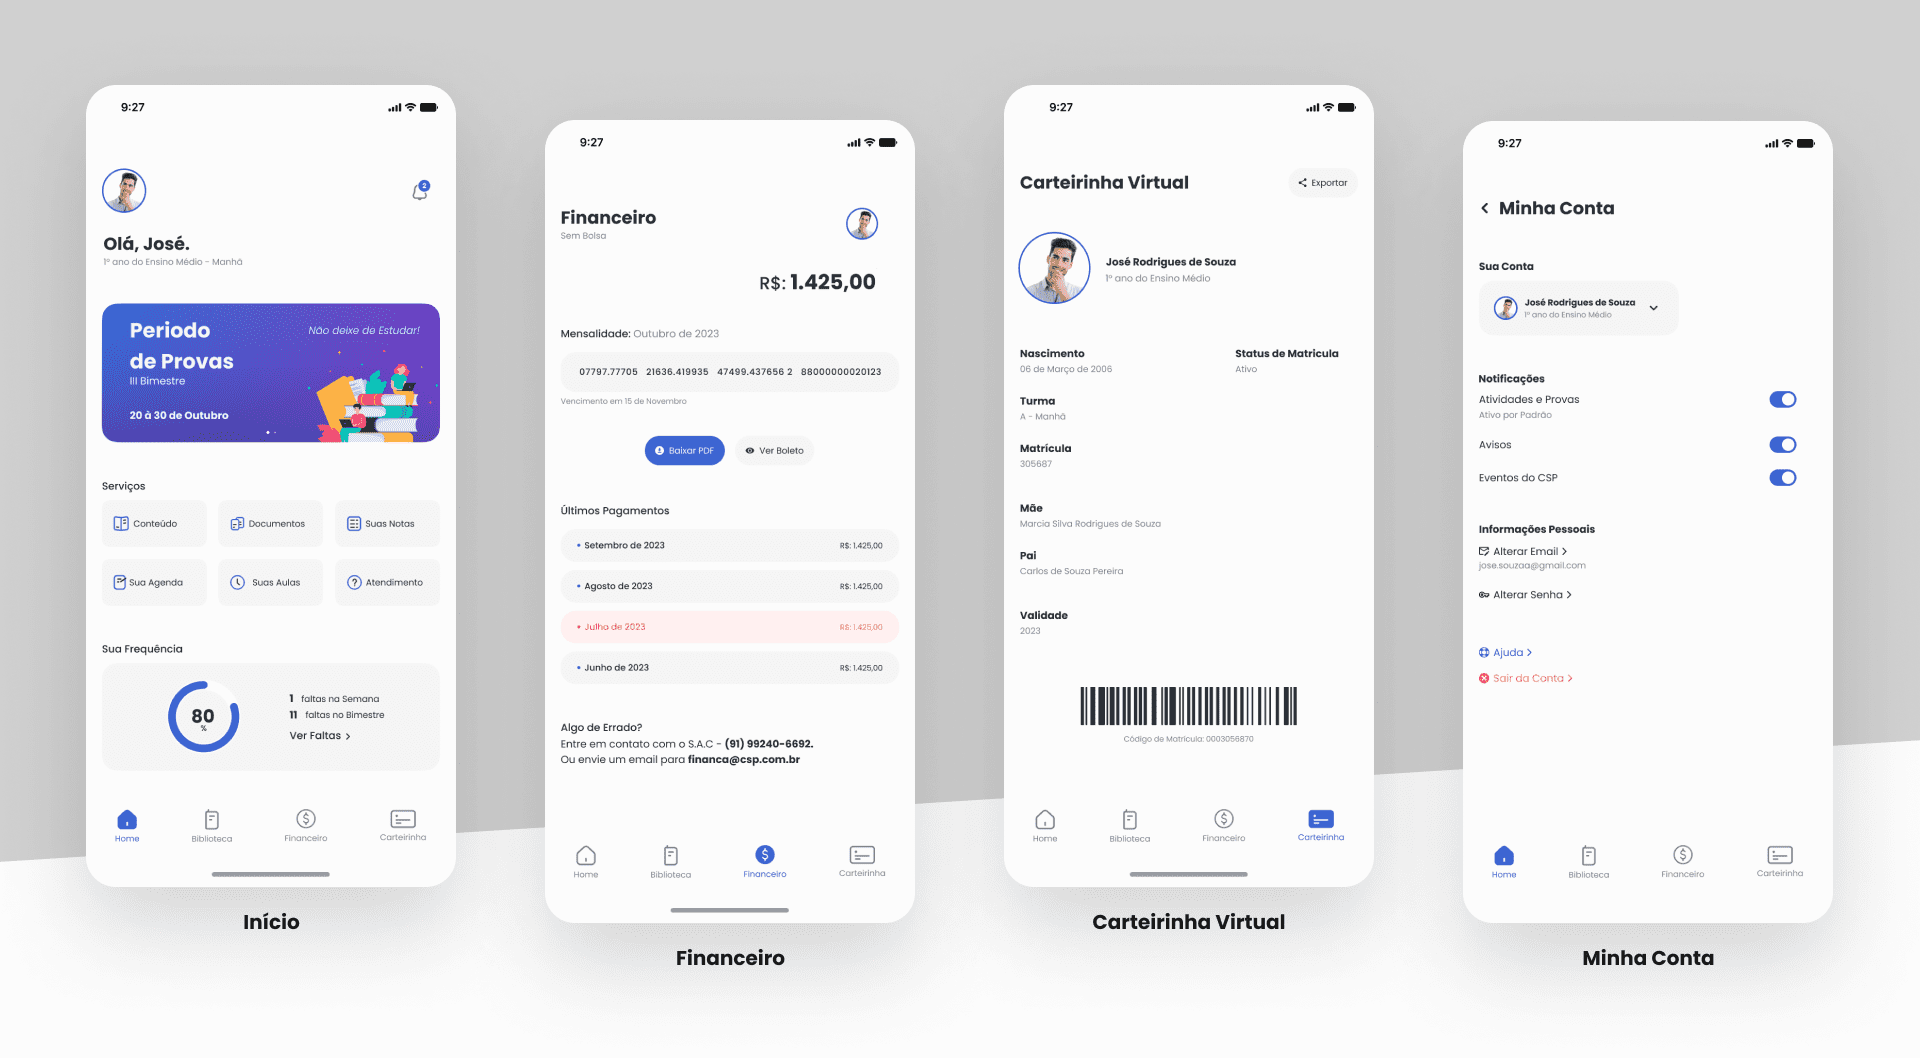 9:27
2
Olá, José.
1º ano do Ensino Médio - Manhã
Periodo
de Provas
III Bimestre
20 à 30 de Outubro
Não deixe de Estudar!
Serviços
Conteúdo
Documentos
Suas Notas
Sua Agenda
Suas Aulas
Atendimento
Sua Frequência
80
%
1 faltas na Semana
11 faltas no Bimestre
Ver Faltas >
Home
Biblioteca
Financeiro
Carteirinha
Início
9:27
Financeiro
Sem Bolsa
R$: 1.425,00
Mensalidade: Outubro de 2023
07797.77705 21636.419935 47499.437656 2 88000000020123
Vencimento em 15 de Novembro
Baixar PDF
Ver Boleto
Últimos Pagamentos
Setembro de 2023 R$: 1.425,00
Agosto de 2023 R$: 1.425,00
Julho de 2023 R$: 1.425,00
Junho de 2023 R$: 1.425,00
Algo de Errado?
Entre em contato com o S.A.C - (91) 99240-6692.
Ou envie um email para financa@csp.com.br
Home
Biblioteca
Financeiro
Carteirinha
Financeiro
9:27
Carteirinha Virtual
Exportar
José Rodrigues de Souza
1º ano do Ensino Médio
Nascimento
06 de Março de 2006
Status de Matricula
Ativo
Turma
A - Manhã
Matrícula
305687
Mãe
Marcia Silva Rodrigues de Souza
Pai
Carlos de Souza Pereira
Validade
2023
Código de Matrícula: 0003056870
Home
Biblioteca
Financeiro
Carteirinha
Carteirinha Virtual
9:27
Minha Conta
Sua Conta
José Rodrigues de Souza
1º ano do Ensino Médio
Notificações
Atividades e Provas
Ativo por Padrão
Avisos
Eventos do CSP
Informações Pessoais
Alterar Email >
jose.souzaa@gmail.com
Alterar Senha >
Ajuda >
Sair da Conta >
Home
Biblioteca
Financeiro
Carteirinha
Minha Conta